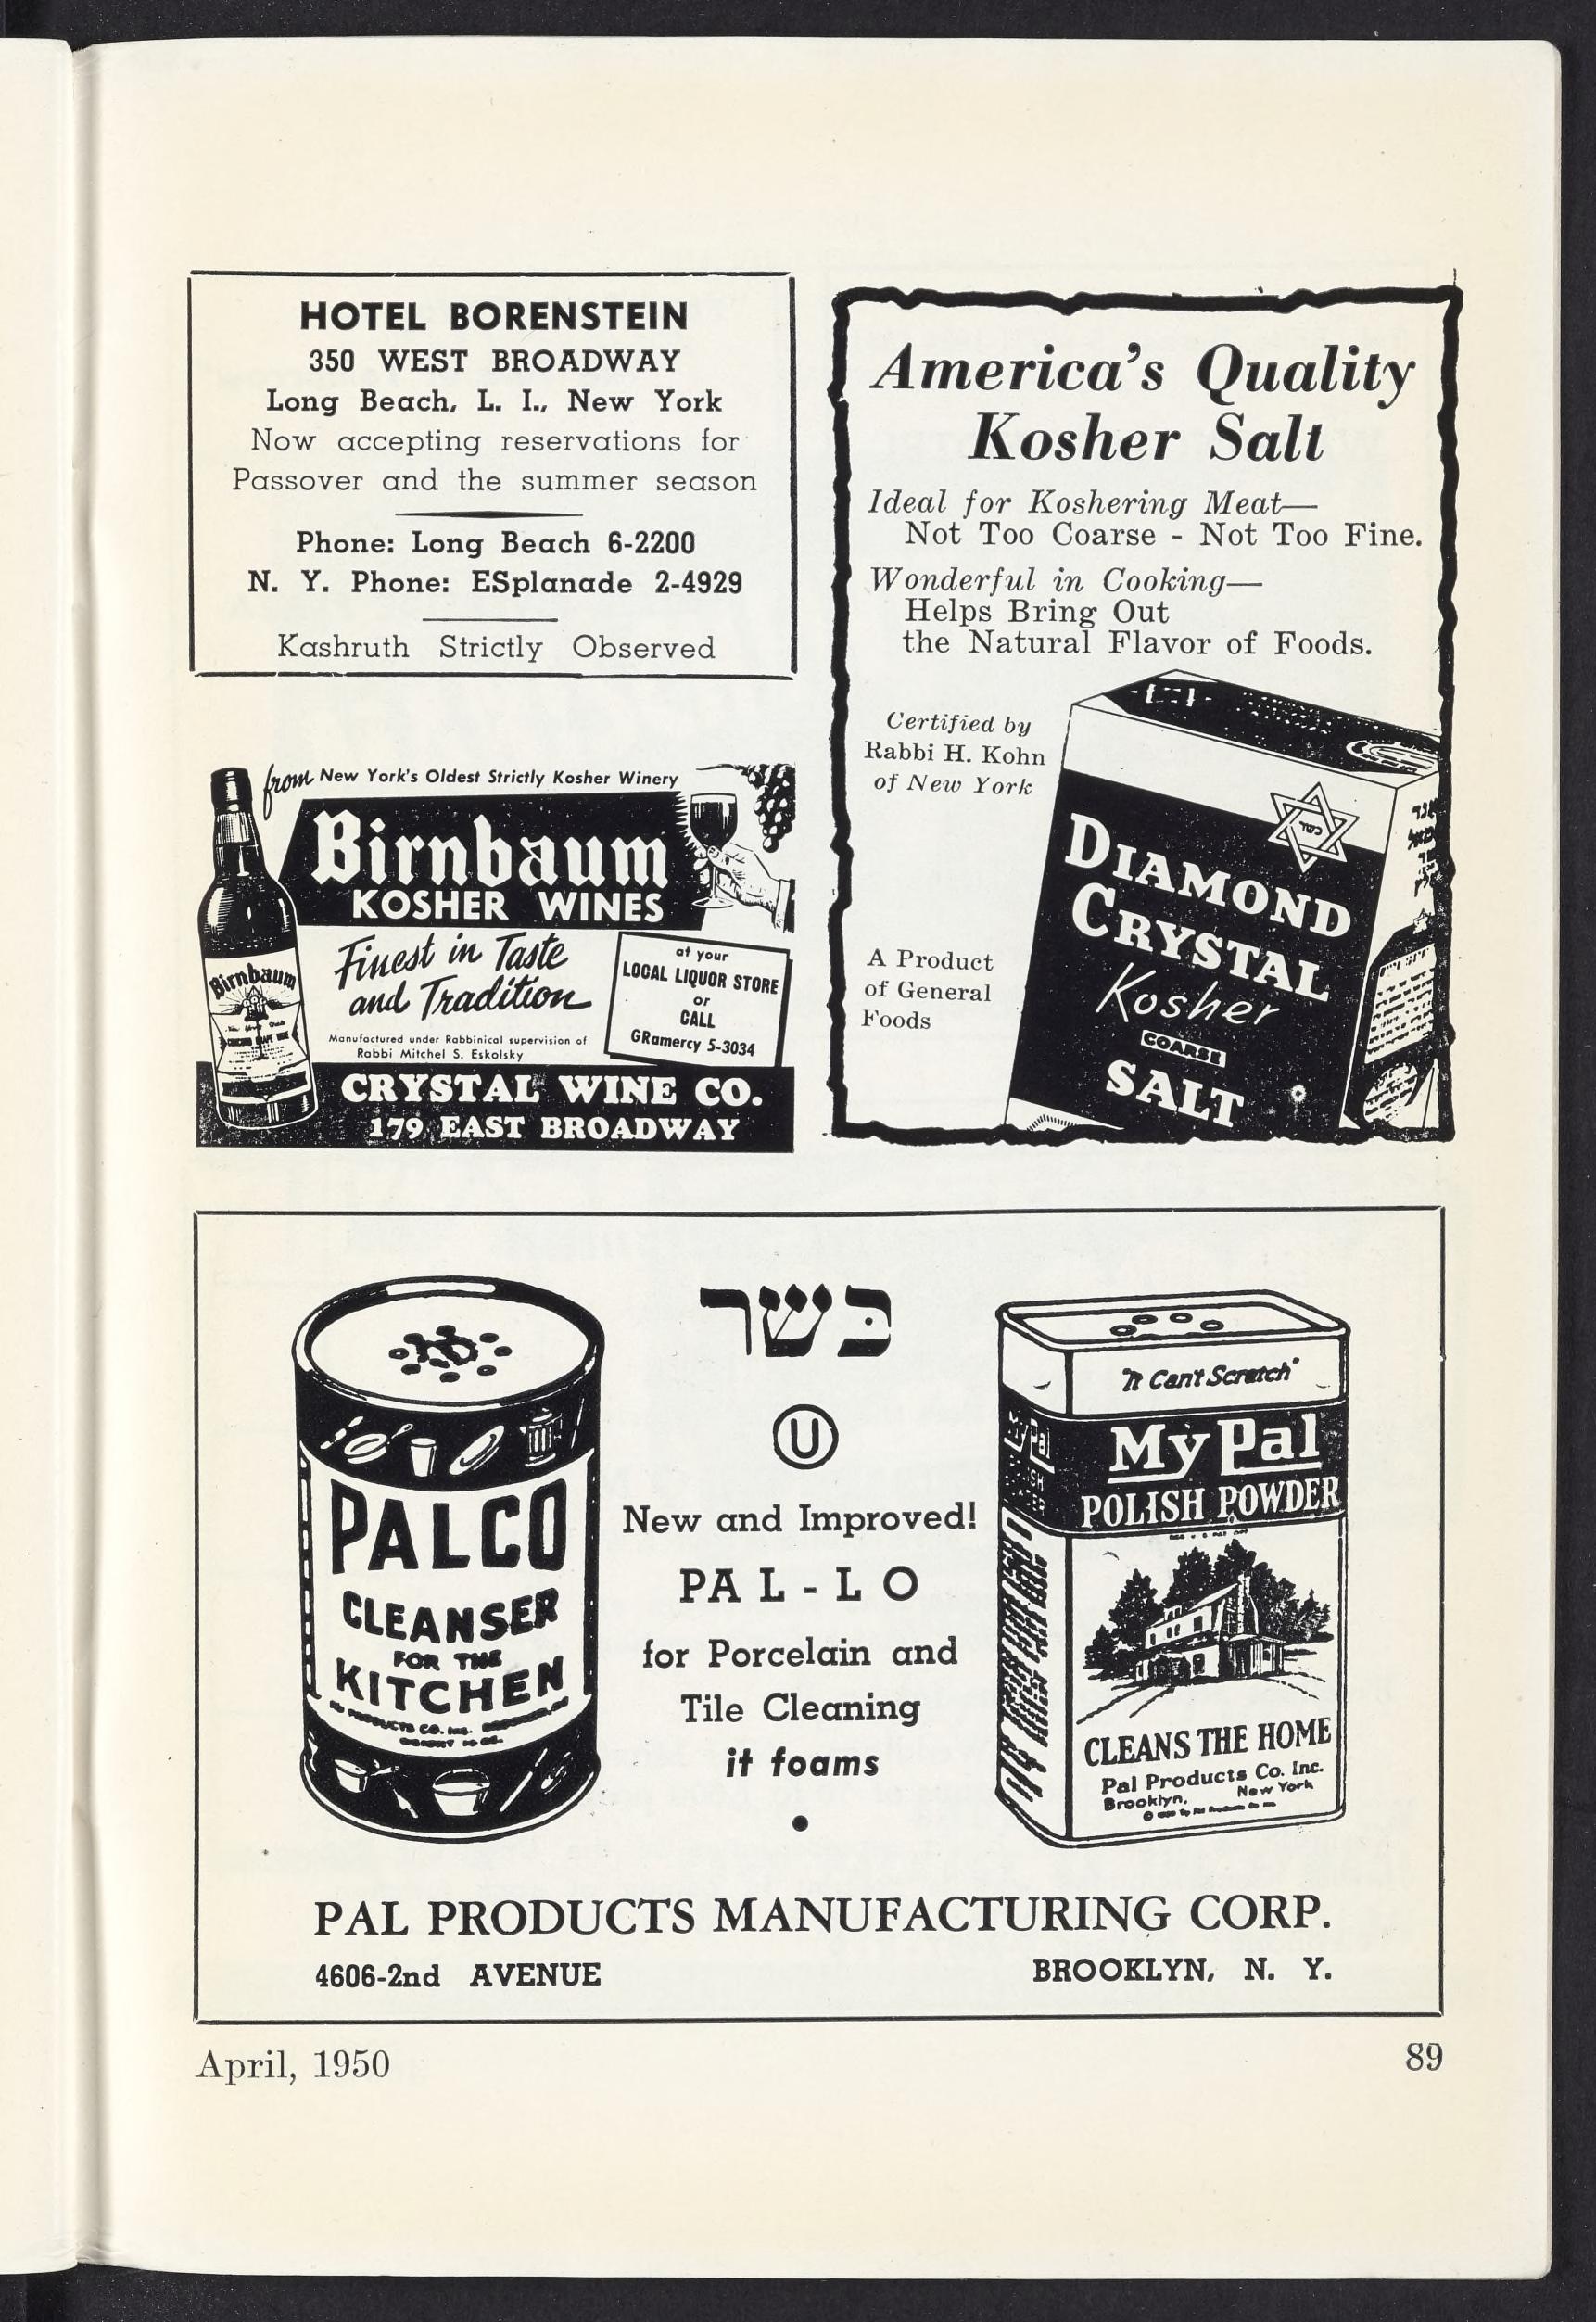 HOTEL BORENSTEIN
350 WEST BROADWAY
Long Beach, L. I., New York
Now accepting reservations for
Passover and the summer season
Phone: Long Beach 6-2200
N. Y. Phone: ESplanade 2-4929
Kashruth Strictly Observed
from New York's Oldest Strictly Kosher Winery
Birnbaum
KOSHER WINES
Finest in Taste
and Tradition
Manufactured under Rabbinical supervision of
Rabbi Mitchel S. Eskolsky
at your
LOCAL LIQUOR STORE
or
CALL
GRamercy 5-3034
Birnbaum
CRYSTAL WINE CO.
179 EAST BROADWAY
America's Quality
Kosher Salt
Ideal for Koshering Meat—
Not Too Coarse - Not Too Fine.
Wonderful in Cooking—
Helps Bring Out
the Natural Flavor of Foods.
Certified by
Rabbi H. Kohn
of New York
A Product
of General
Foods
כשר
DIAMOND
CRYSTAL
Kosher
COARSE
SALT
PALCO
CLEANSER
FOR THE
KITCHEN
כּשר
U
New and Improved!
PAL-LO
for Porcelain and
Tile Cleaning
it foams
"It Can't Scratch"
My Pal
POLISH POWDER
CLEANS THE HOME
Pal Products Co. Inc.
Brooklyn, New York
PAL PRODUCTS MANUFACTURING CORP.
4606-2nd AVENUE BROOKLYN, N. Y.
April, 1950 89